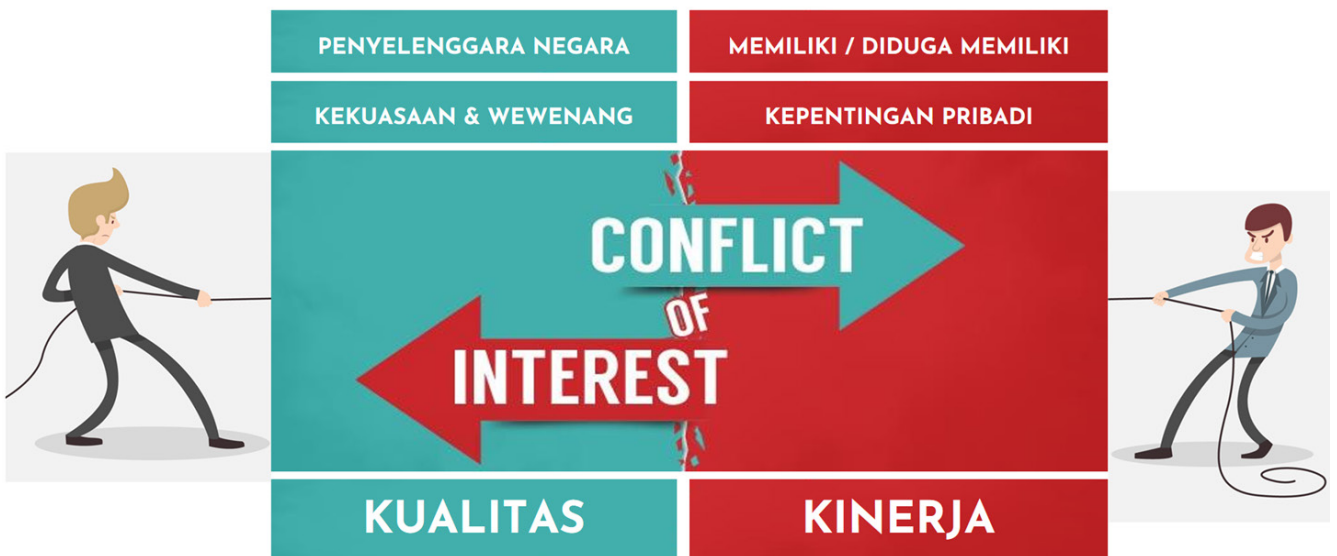 PENYELENGGARA NEGARA
MEMILIKI / DIDUGA MEMILIKI
KEKUASAAN & WEWENANG
KEPENTINGAN PRIBADI
CONFLICT
OF
INTEREST
KUALITAS
KINERJA